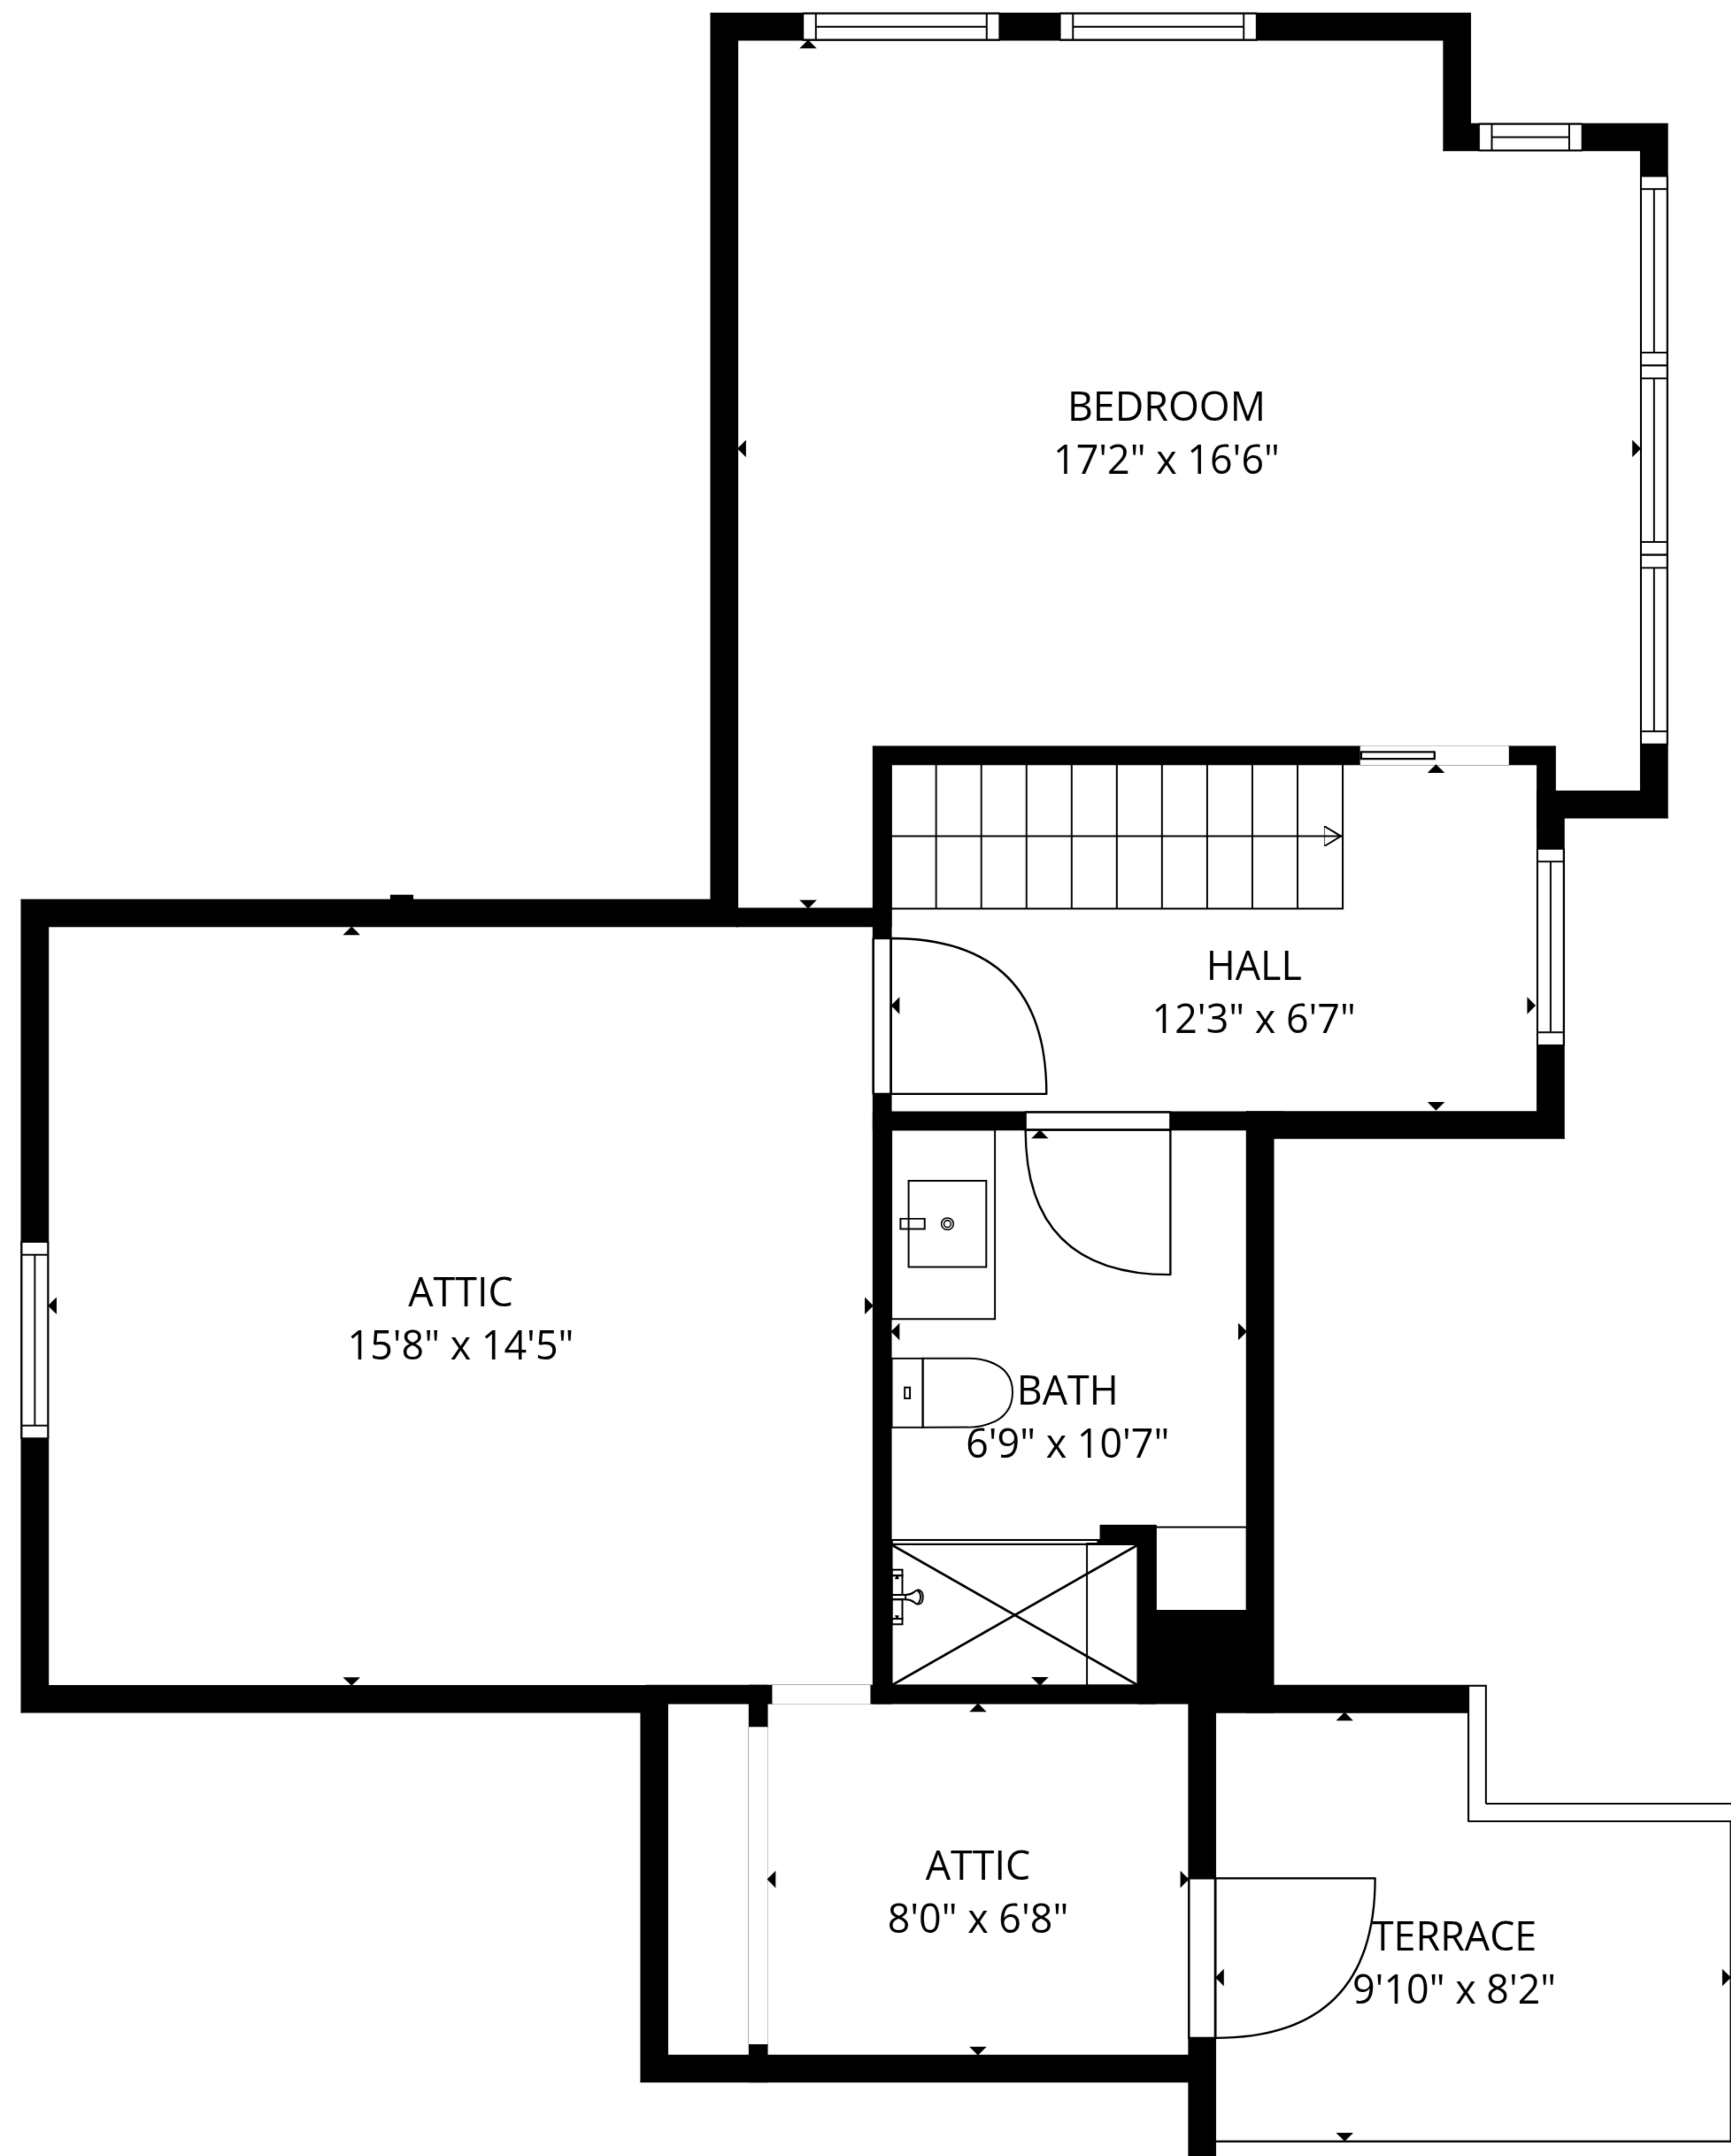 BEDROOM
17'2" x 16'6"
HALL
12'3" x 6'7"
ATTIC
15'8" x 14'5"
BATH
6'9" x 10'7"
ATTIC
8'0" x 6'8"
TERRACE
9'10" x 8'2"